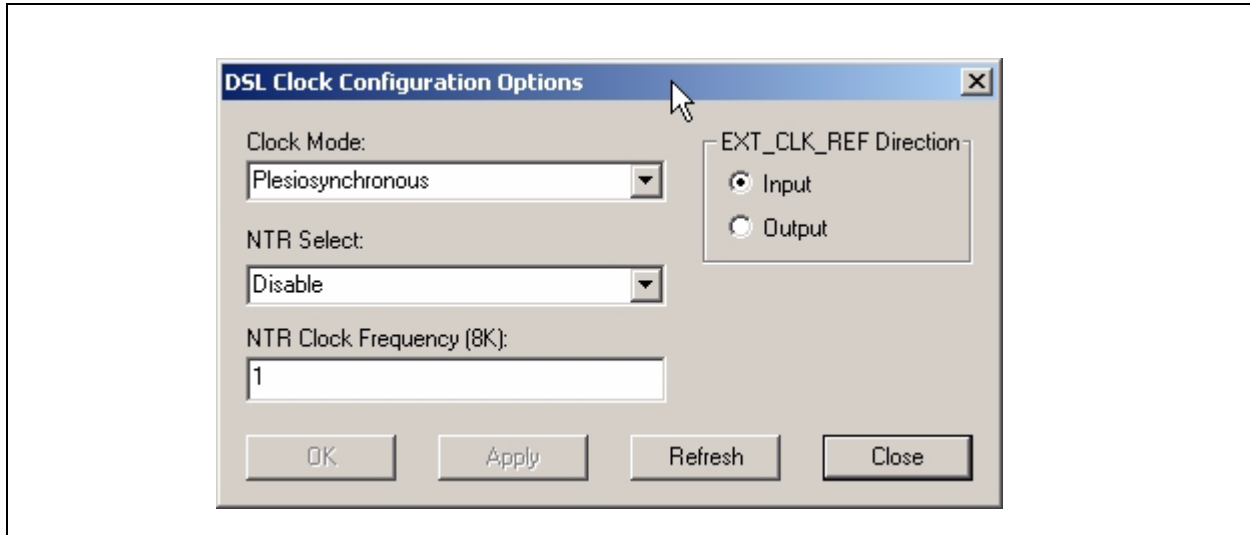 DSL Clock Configuration Options
Clock Mode:
Plesiosynchronous
NTR Select:
Disable
NTR Clock Frequency (8K):
1
EXT_CLK_REF Direction
Input
Output
OK
Apply
Refresh
Close